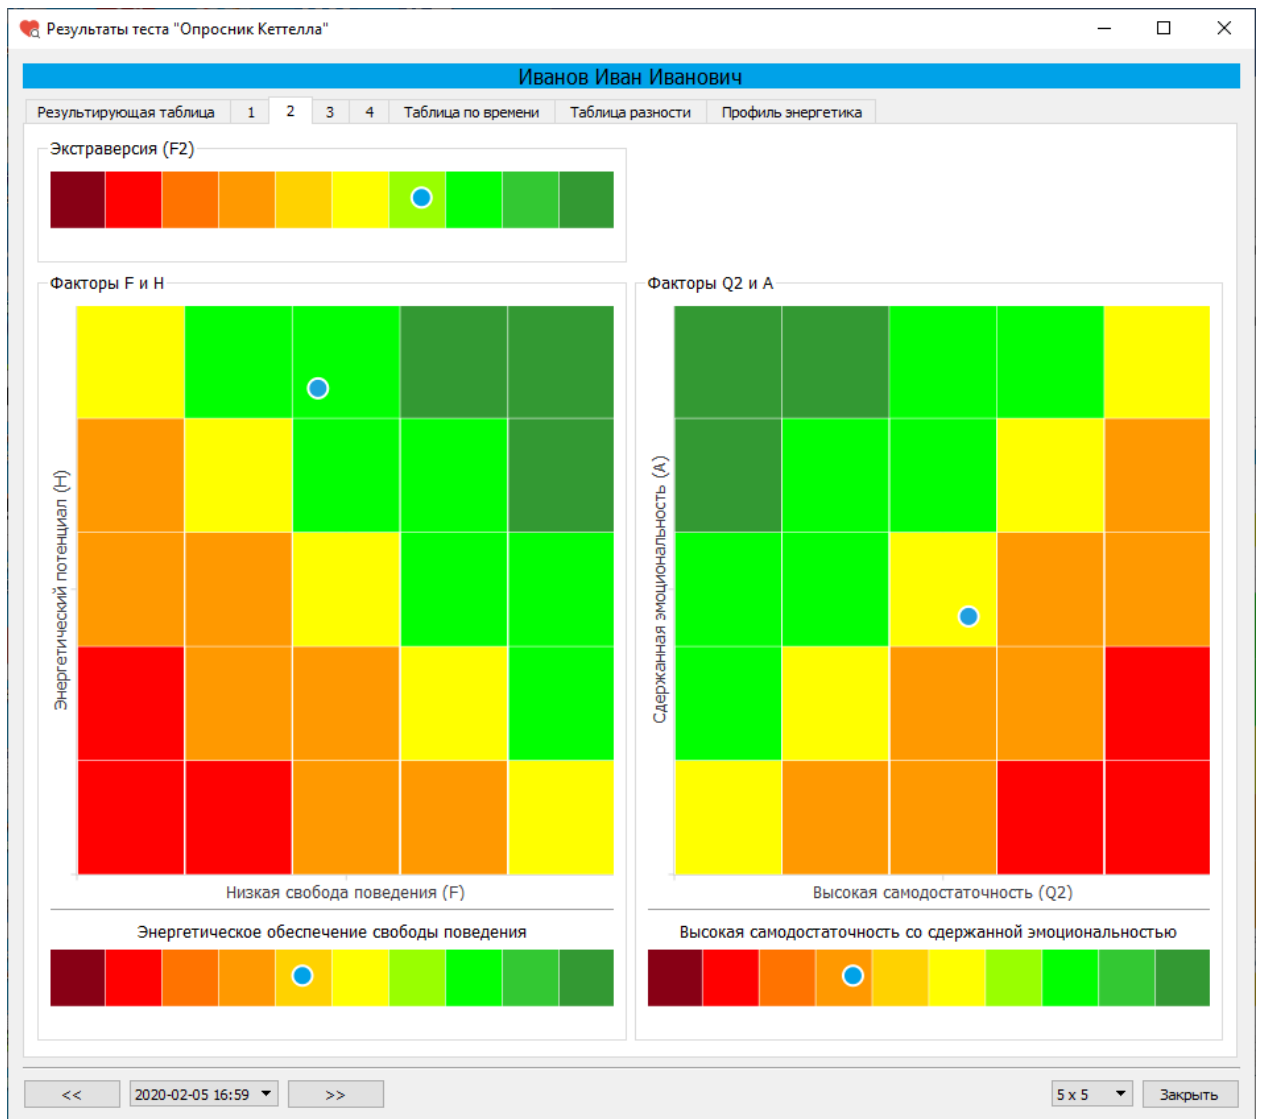 Результаты теста "Опросник Кеттелла"
Иванов Иван Иванович
Результирующая таблица 1 2 3 4 Таблица по времени Таблица разности Профиль энергетика
Экстраверсия (F2)
Факторы F и H
Энергетический потенциал (H)
Низкая свобода поведения (F)
Энергетическое обеспечение свободы поведения
Факторы Q2 и A
Сдержанная эмоциональность (A)
Высокая самодостаточность (Q2)
Высокая самодостаточность со сдержанной эмоциональностью
<< 2020-02-05 16:59 >> 5 x 5 Закрыть